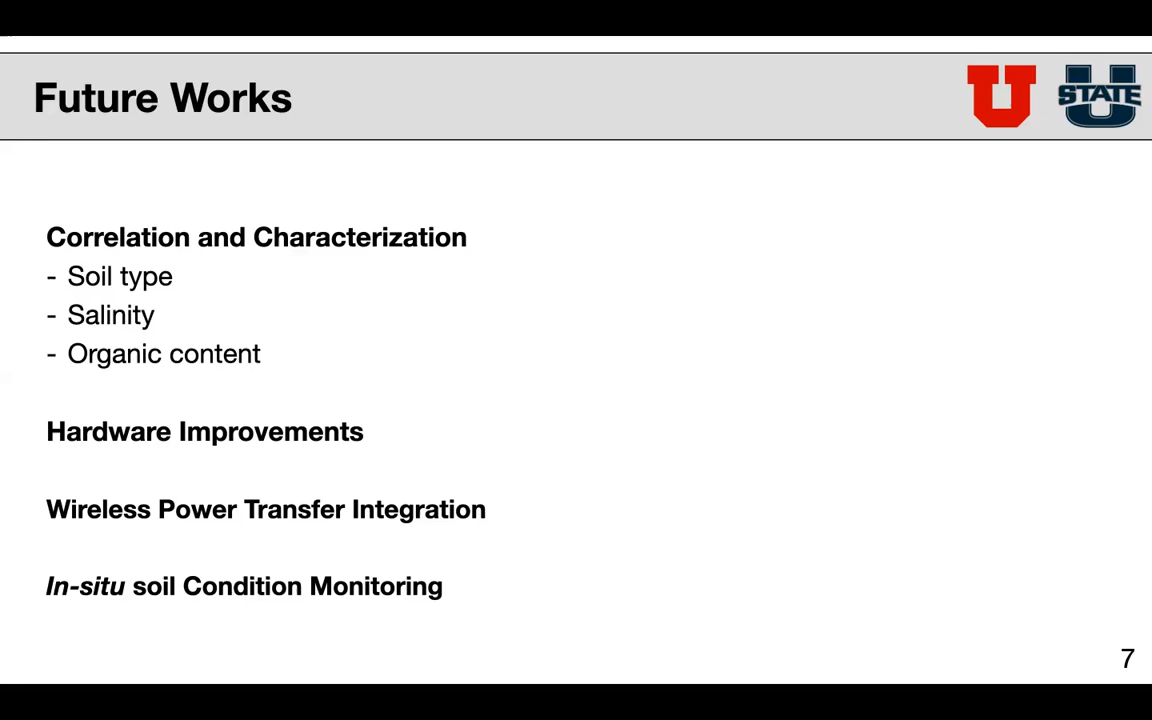 Future Works
U
STATE
U
Correlation and Characterization
- Soil type
- Salinity
- Organic content
Hardware Improvements
Wireless Power Transfer Integration
In-situ soil Condition Monitoring
7